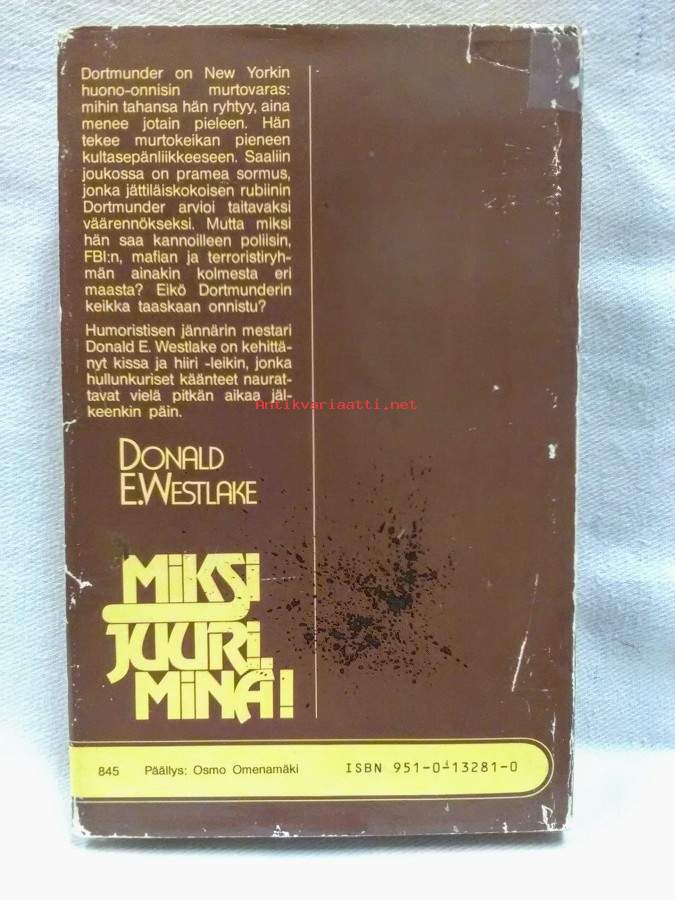 Dortmunder on New Yorkin
huono-onnisin murtovaras:
mihin tahansa hän ryhtyy, aina
menee jotain pieleen. Hän
tekee murtokeikan pieneen
kultasepänliikkeeseen. Saaliin
joukossa on pramea sormus,
jonka jättiläiskokoisen rubiinin
Dortmunder arvioi taitavaksi
väärennökseksi. Mutta miksi
hän saa kannoilleen poliisin,
FBI:n, mafian ja terroristiryh-
män ainakin kolmesta eri
maasta? Eikö Dortmunderin
keikka taaskaan onnistu?
Humoristisen jännärin mestari
Donald E. Westlake on kehittä-
nyt kissa ja hiiri -leikin, jonka
hullunkuriset käänteet naurat-
tavat vielä pitkän aikaa jäl-
keenkin päin.
Antikvariaatti.net
DONALD
E.WESTLAKE
MIKSI
JUURI
MINÄ!
845 Päällys: Osmo Omenamäki ISBN 951-0-13281-0